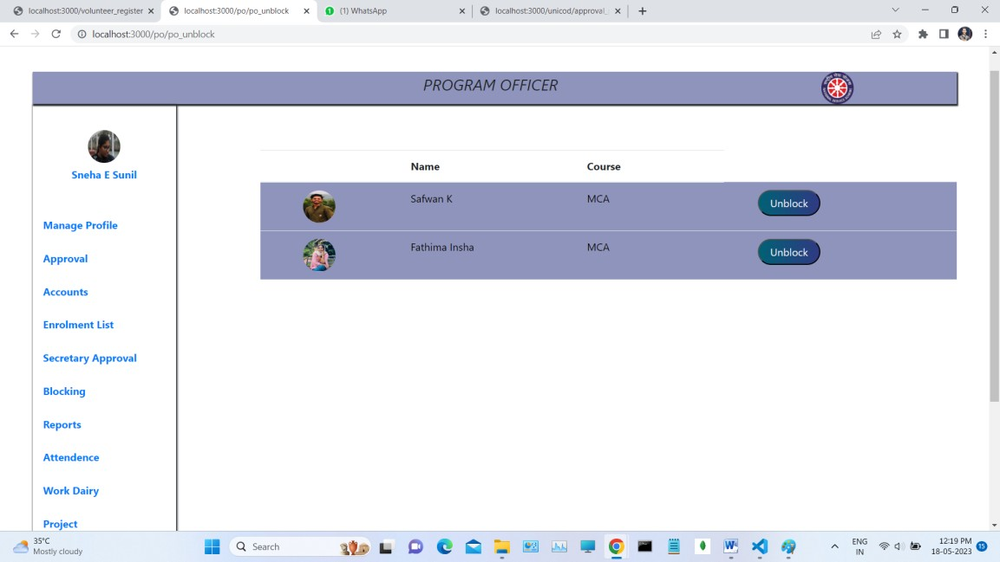 localhost:3000/volunteer_register
localhost:3000/po/po_unblock
(1) WhatsApp
localhost:3000/unicod/approval_
localhost:3000/po/po_unblock
PROGRAM OFFICER
Sneha E Sunil
Manage Profile
Approval
Accounts
Enrolment List
Secretary Approval
Blocking
Reports
Attendence
Work Dairy
Project
Name Course
Safwan K MCA Unblock
Fathima Insha MCA Unblock
35°C
Mostly cloudy
Search
ENG
IN
12:19 PM
18-05-2023
15